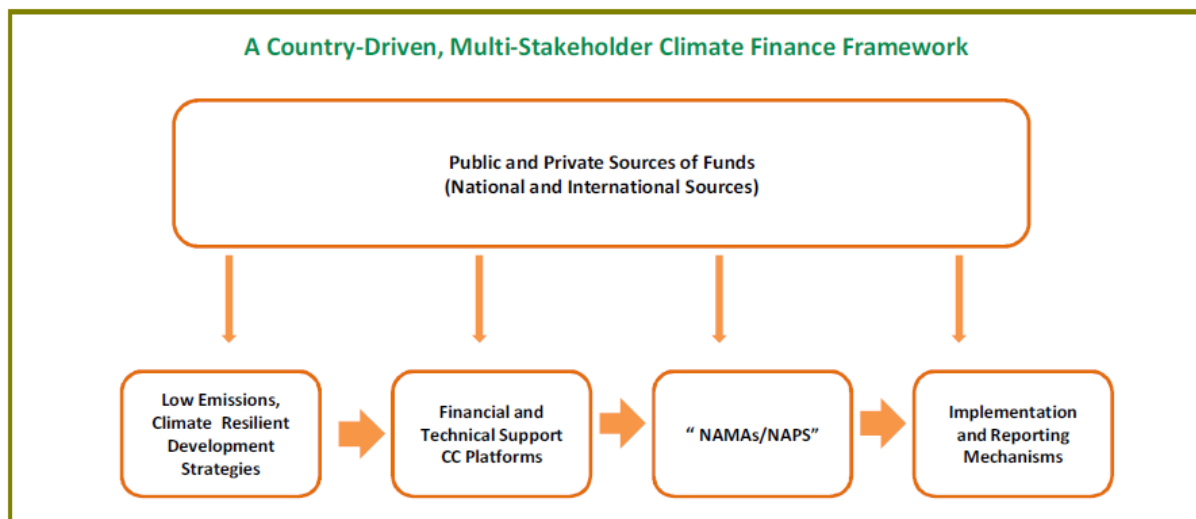 A Country-Driven, Multi-Stakeholder Climate Finance Framework
Public and Private Sources of Funds
(National and International Sources)
Low Emissions,
Climate Resilient
Development
Strategies
Financial and
Technical Support
CC Platforms
“ NAMAs/NAPS”
Implementation
and Reporting
Mechanisms